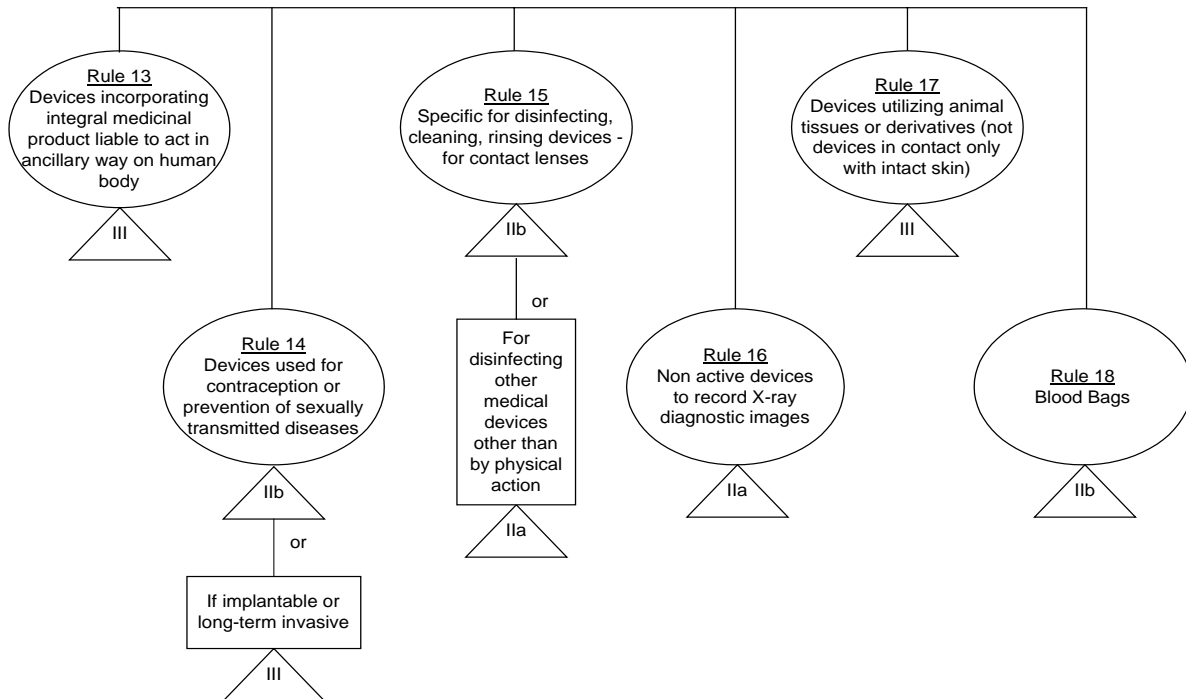 Rule 13
Devices incorporating
integral medicinal
product liable to act in
ancillary way on human
body
III
Rule 14
Devices used for
contraception or
prevention of sexually
transmitted diseases
IIb
or
If implantable or
long-term invasive
III
Rule 15
Specific for disinfecting,
cleaning, rinsing devices -
for contact lenses
IIb
or
For
disinfecting
other
medical
devices
other than
by physical
action
IIa
Rule 16
Non active devices
to record X-ray
diagnostic images
IIa
Rule 17
Devices utilizing animal
tissues or derivatives (not
devices in contact only
with intact skin)
III
Rule 18
Blood Bags
IIb